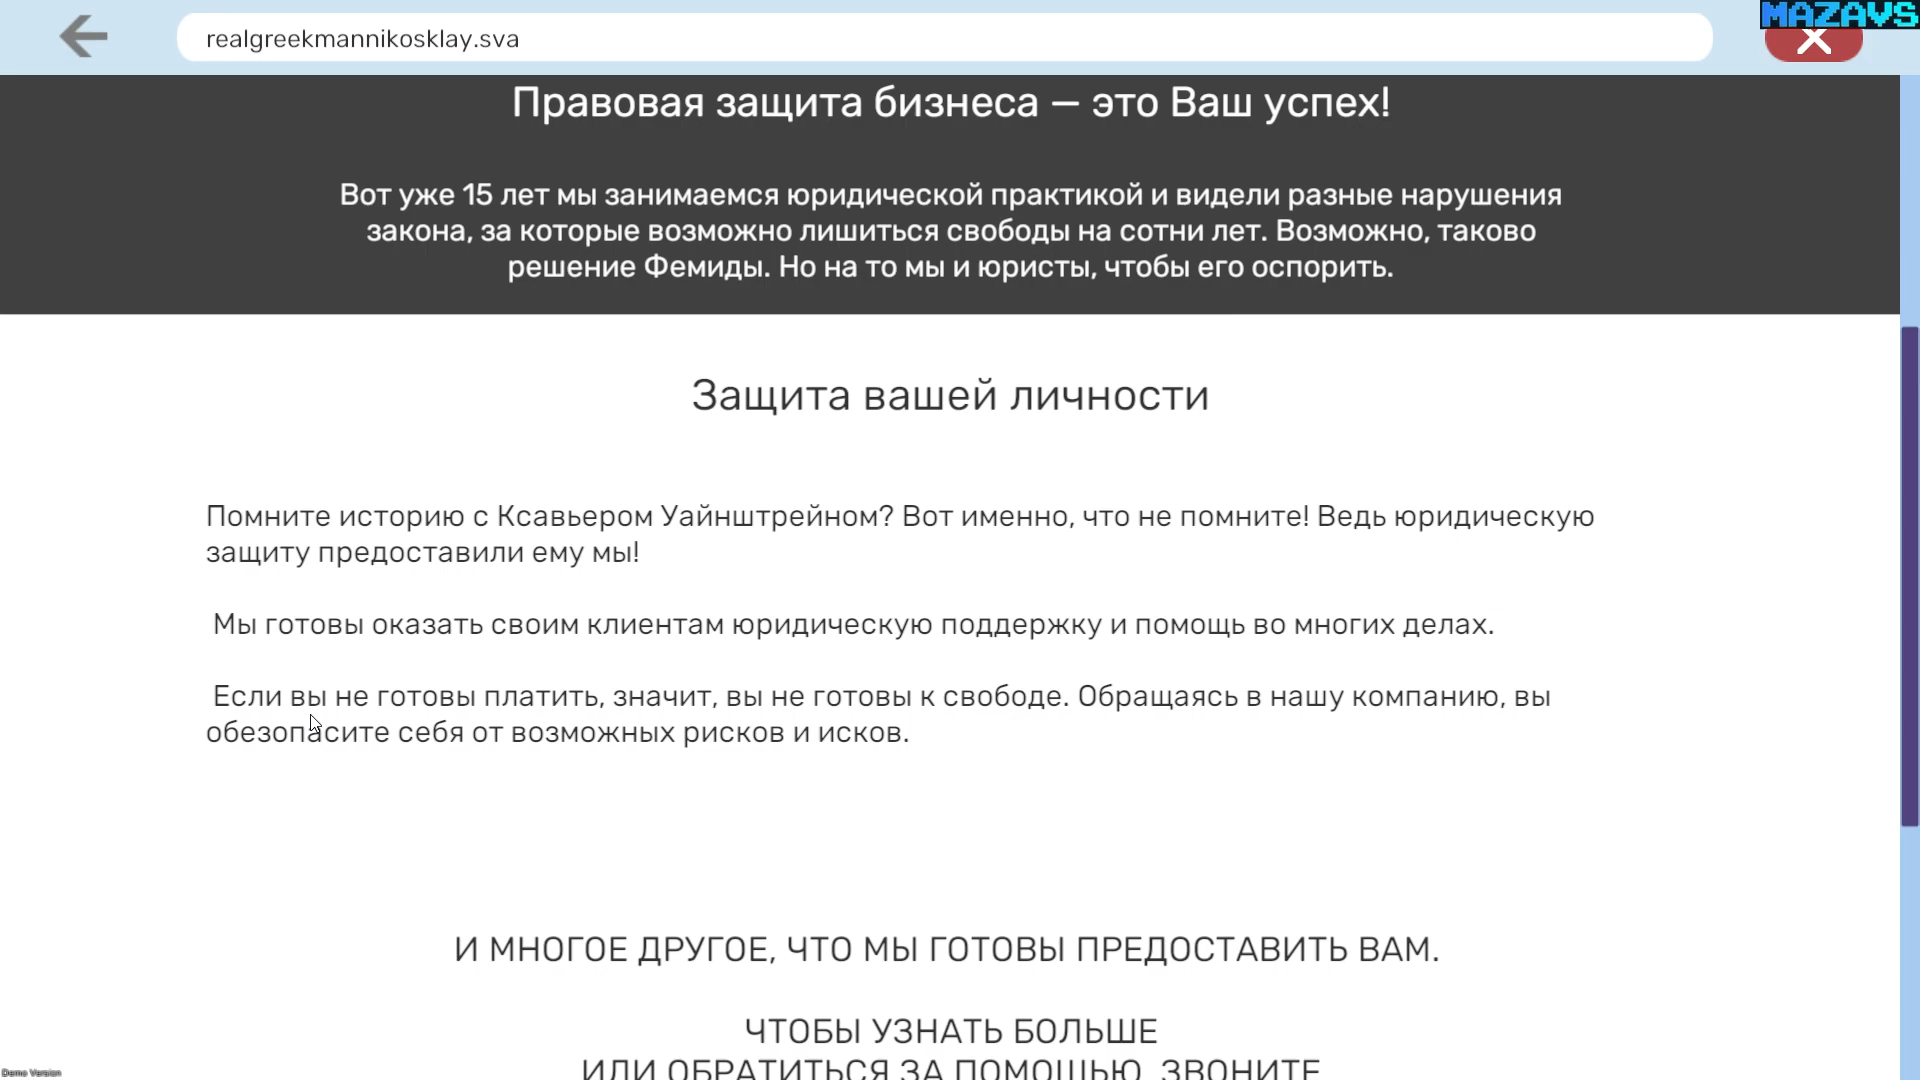 MAZAVS
realgreekmannikosklay.sva
Правовая защита бизнеса — это Ваш успех!
Вот уже 15 лет мы занимаемся юридической практикой и видели разные нарушения
закона, за которые возможно лишиться свободы на сотни лет. Возможно, таково
решение Фемиды. Но на то мы и юристы, чтобы его оспорить.
Защита вашей личности
Помните историю с Ксавьером Уайнштрейном? Вот именно, что не помните! Ведь юридическую
защиту предоставили ему мы!
Мы готовы оказать своим клиентам юридическую поддержку и помощь во многих делах.
Если вы не готовы платить, значит, вы не готовы к свободе. Обращаясь в нашу компанию, вы
обезопасите себя от возможных рисков и исков.
И МНОГОЕ ДРУГОЕ, ЧТО МЫ ГОТОВЫ ПРЕДОСТАВИТЬ ВАМ.
ЧТОБЫ УЗНАТЬ БОЛЬШЕ
ИЛИ ОБРАТИТЬСЯ ЗА ПОМОЩЬЮ, ЗВОНИТЕ
Demo Version